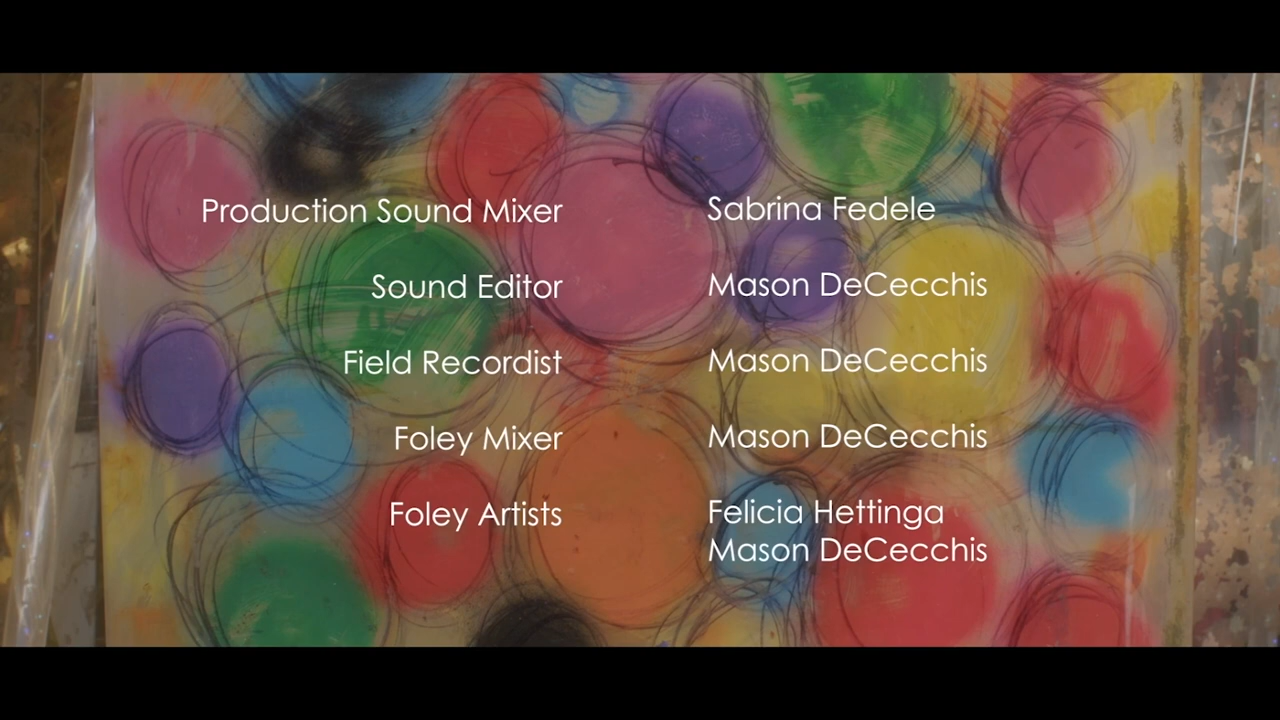 Production Sound Mixer Sabrina Fedele
Sound Editor Mason DeCecchis
Field Recordist Mason DeCecchis
Foley Mixer Mason DeCecchis
Foley Artists Felicia Hettinga
Mason DeCecchis